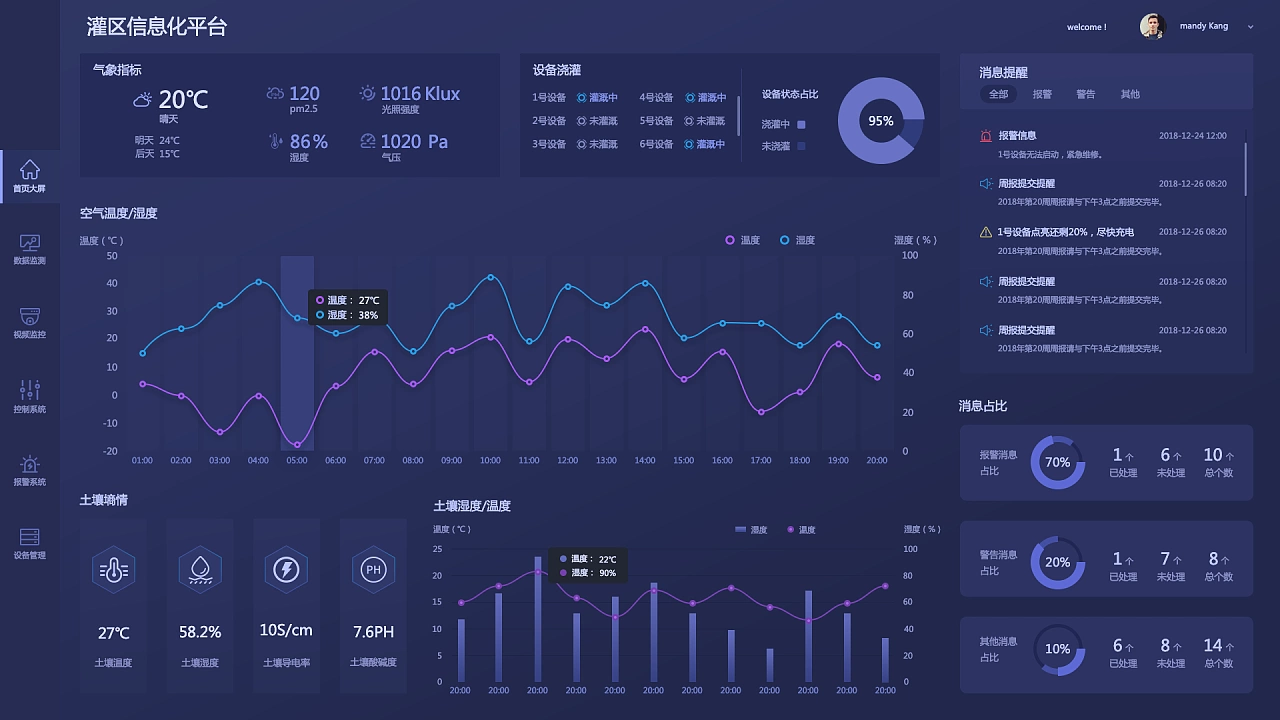 灌区信息化平台
welcome !
mandy Kang
首页大屏
数据监测
视频监控
控制系统
报警系统
设备管理
气象指标
20℃
晴天
明天 24℃
后天 15℃
120
pm2.5
1016 Klux
光照强度
86%
湿度
1020 Pa
气压
设备浇灌
1号设备 灌溉中 4号设备 灌溉中
2号设备 未灌溉 5号设备 未灌溉
3号设备 未灌溉 6号设备 灌溉中
设备状态占比
浇灌中
未浇灌
95%
消息提醒
全部 报警 警告 其他
报警信息 2018-12-24 12:00
1号设备无法启动，紧急维修。
周报提交提醒 2018-12-26 08:20
2018年第20周周报请与下午3点之前提交完毕。
1号设备点亮还剩20%，尽快充电 2018-12-26 08:20
2018年第20周周报请与下午3点之前提交完毕。
周报提交提醒 2018-12-26 08:20
2018年第20周周报请与下午3点之前提交完毕。
周报提交提醒 2018-12-26 08:20
2018年第20周周报请与下午3点之前提交完毕。
空气温度/湿度
温度（℃）
温度 湿度
湿度（%）
50
40
30
20
10
0
-10
-20
100
80
60
40
20
0
温度： 27℃
湿度： 38%
01:00 02:00 03:00 04:00 05:00 06:00 07:00 08:00 09:00 10:00 11:00 12:00 13:00 14:00 15:00 16:00 17:00 18:00 19:00 20:00
土壤墒情
PH
27℃ 58.2% 10S/cm 7.6PH
土壤温度 土壤湿度 土壤导电率 土壤酸碱度
土壤湿度/温度
温度（℃）
湿度 温度
湿度（%）
25
20
15
10
5
0
100
80
60
40
20
0
温度： 22℃
湿度： 90%
20:00 20:00 20:00 20:00 20:00 20:00 20:00 20:00 20:00 20:00 20:00 20:00
消息占比
报警消息
占比
70%
1个 6个 10个
已处理 未处理 总个数
警告消息
占比
20%
1个 7个 8个
已处理 未处理 总个数
其他消息
占比
10%
6个 8个 14个
已处理 未处理 总个数